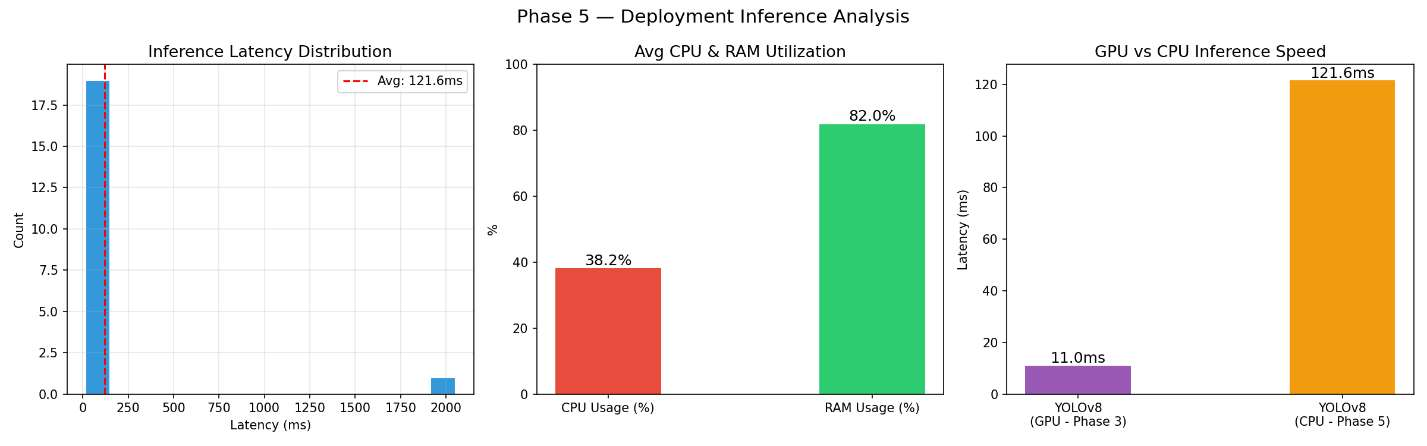 Phase 5 — Deployment Inference Analysis
Inference Latency Distribution
Avg: 121.6ms
Count
17.5
15.0
12.5
10.0
7.5
5.0
2.5
0.0
0 250 500 750 1000 1250 1500 1750 2000
Latency (ms)
Avg CPU & RAM Utilization
%
100
80
60
40
20
0
38.2%
82.0%
CPU Usage (%) RAM Usage (%)
GPU vs CPU Inference Speed
Latency (ms)
120
100
80
60
40
20
0
11.0ms
121.6ms
YOLOv8
(GPU - Phase 3)
YOLOv8
(CPU - Phase 5)